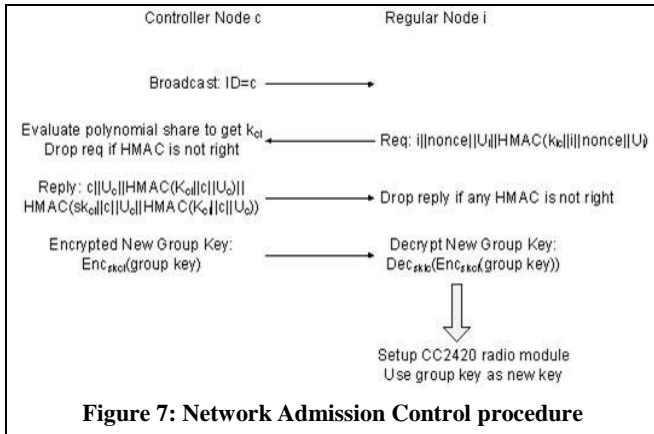 Controller Node c
Regular Node i
Broadcast: ID=c
Evaluate polynomial share to get k_ci
Drop req if HMAC is not right
Req: i||nonce||U_i||HMAC(k_ic||i||nonce||U_i)
Reply: c||U_c||HMAC(K_ci||c||U_c)||
HMAC(sk_ci||c||U_c||HMAC(K_ci||c||U_c))
Drop reply if any HMAC is not right
Encrypted New Group Key:
Enc_skci(group key)
Decrypt New Group Key:
Dec_skic(Enc_skci(group key))
Setup CC2420 radio module
Use group key as new key
Figure 7: Network Admission Control procedure